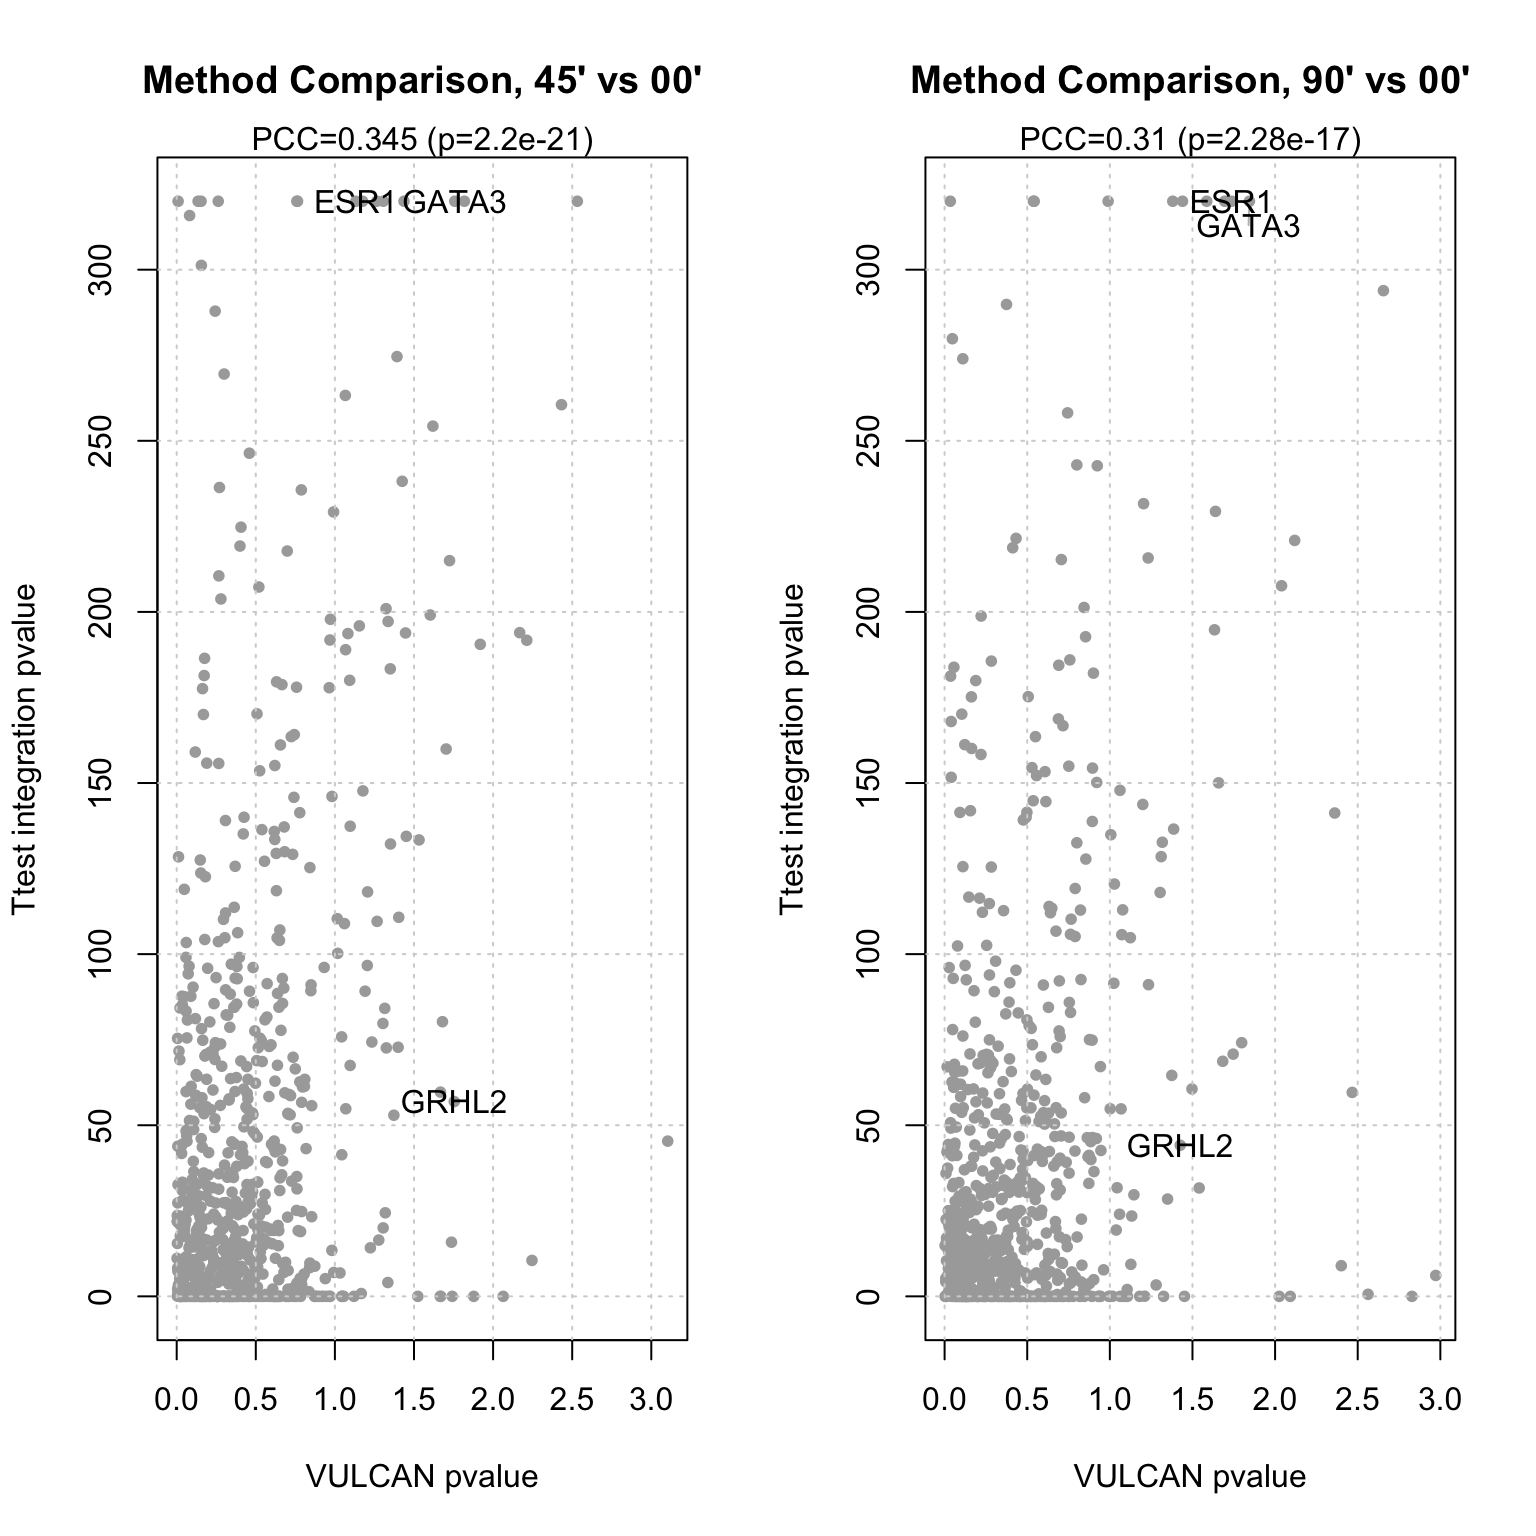 Method Comparison, 45' vs 00'
PCC=0.345 (p=2.2e-21)
Ttest integration pvalue
300
250
200
150
100
50
0
ESR1 GATA3
GRHL2
0.0 0.5 1.0 1.5 2.0 2.5 3.0
VULCAN pvalue
Method Comparison, 90' vs 00'
PCC=0.31 (p=2.28e-17)
Ttest integration pvalue
300
250
200
150
100
50
0
ESR1
GATA3
GRHL2
0.0 0.5 1.0 1.5 2.0 2.5 3.0
VULCAN pvalue